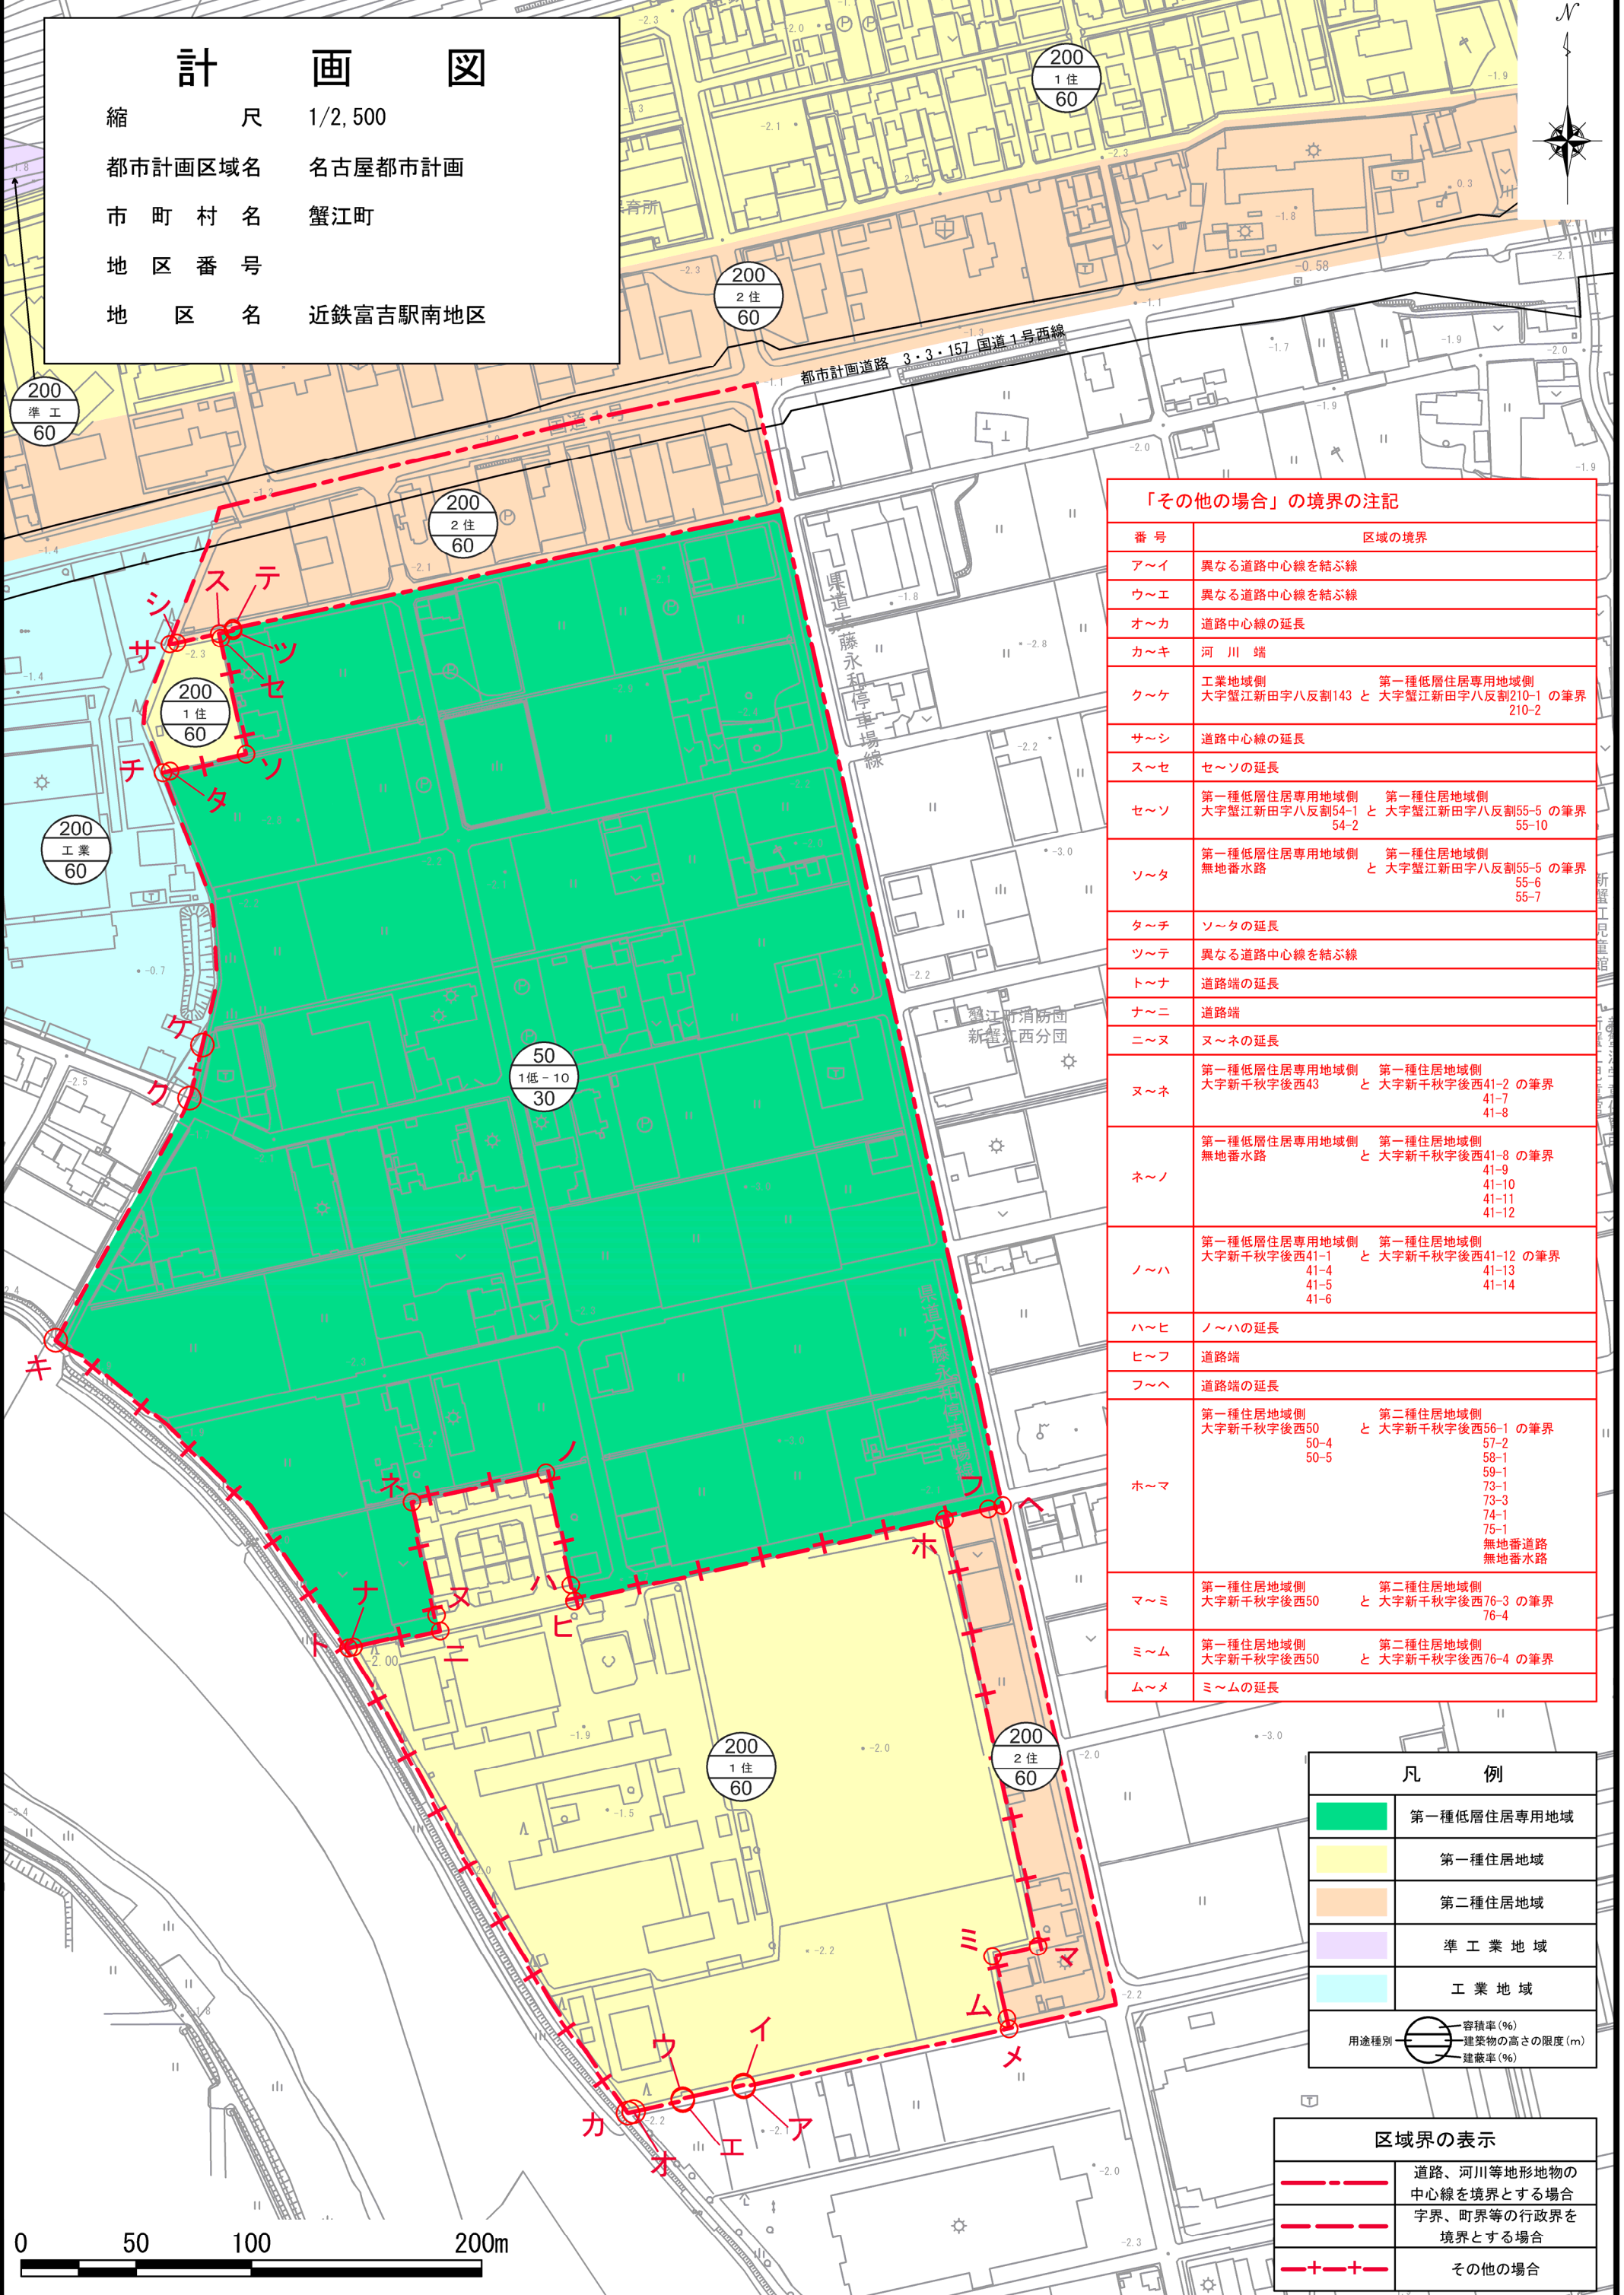 計 画 図
縮 尺 1/2,500
都市計画区域名 名古屋都市計画
市 町 村 名 蟹江町
地 区 番 号
地 区 名 近鉄富吉駅南地区
N
200
1 住
60
200
2 住
60
200
準 工
60
都市計画道路 3・3・157 国道1号西線
国道1号
200
2 住
60
200
1 住
60
200
工 業
60
50
1低-10
30
200
1 住
60
200
2 住
60
県道大藤永和停車場線
蟹江町消防団
新蟹江西分団
新蟹江児童館
シ
ス
テ
サ
ツ
セ
ソ
チ
タ
ケ
ク
キ
ネ
ノ
フ
ヘ
ホ
ナ
ヌ
ハ
ヒ
ト
ニ
ミ
マ
ム
メ
ウ
イ
カ
オ
エ
ア
「その他の場合」の境界の注記
番 号 区域の境界
ア~イ 異なる道路中心線を結ぶ線
ウ~エ 異なる道路中心線を結ぶ線
オ~カ 道路中心線の延長
カ~キ 河 川 端
ク~ケ 工業地域側 第一種低層住居専用地域側
大字蟹江新田字八反割143 と 大字蟹江新田字八反割210-1 の筆界
210-2
サ~シ 道路中心線の延長
ス~セ セ~ソの延長
セ~ソ 第一種低層住居専用地域側 第一種住居地域側
大字蟹江新田字八反割54-1 と 大字蟹江新田字八反割55-5 の筆界
54-2 55-10
ソ~タ 第一種低層住居専用地域側 第一種住居地域側
無地番水路 と 大字蟹江新田字八反割55-5 の筆界
55-6
55-7
タ~チ ソ~タの延長
ツ~テ 異なる道路中心線を結ぶ線
ト~ナ 道路端の延長
ナ~ニ 道路端
ニ~ヌ ヌ~ネの延長
ヌ~ネ 第一種低層住居専用地域側 第一種住居地域側
大字新千秋字後西43 と 大字新千秋字後西41-2 の筆界
41-7
41-8
ネ~ノ 第一種低層住居専用地域側 第一種住居地域側
無地番水路 と 大字新千秋字後西41-8 の筆界
41-9
41-10
41-11
41-12
ノ~ハ 第一種低層住居専用地域側 第一種住居地域側
大字新千秋字後西41-1 と 大字新千秋字後西41-12 の筆界
41-4 41-13
41-5 41-14
41-6
ハ~ヒ ノ~ハの延長
ヒ~フ 道路端
フ~ヘ 道路端の延長
ホ~マ 第一種住居地域側 第二種住居地域側
大字新千秋字後西50 と 大字新千秋字後西56-1 の筆界
50-4 57-2
50-5 58-1
59-1
73-1
73-3
74-1
75-1
無地番道路
無地番水路
マ~ミ 第一種住居地域側 第二種住居地域側
大字新千秋字後西50 と 大字新千秋字後西76-3 の筆界
76-4
ミ~ム 第一種住居地域側 第二種住居地域側
大字新千秋字後西50 と 大字新千秋字後西76-4 の筆界
ム~メ ミ~ムの延長
凡 例
第一種低層住居専用地域
第一種住居地域
第二種住居地域
準 工 業 地 域
工 業 地 域
用途種別
容積率(%)
建築物の高さの限度(m)
建蔽率(%)
区域界の表示
道路、河川等地形地物の
中心線を境界とする場合
字界、町界等の行政界を
境界とする場合
その他の場合
0 50 100 200m